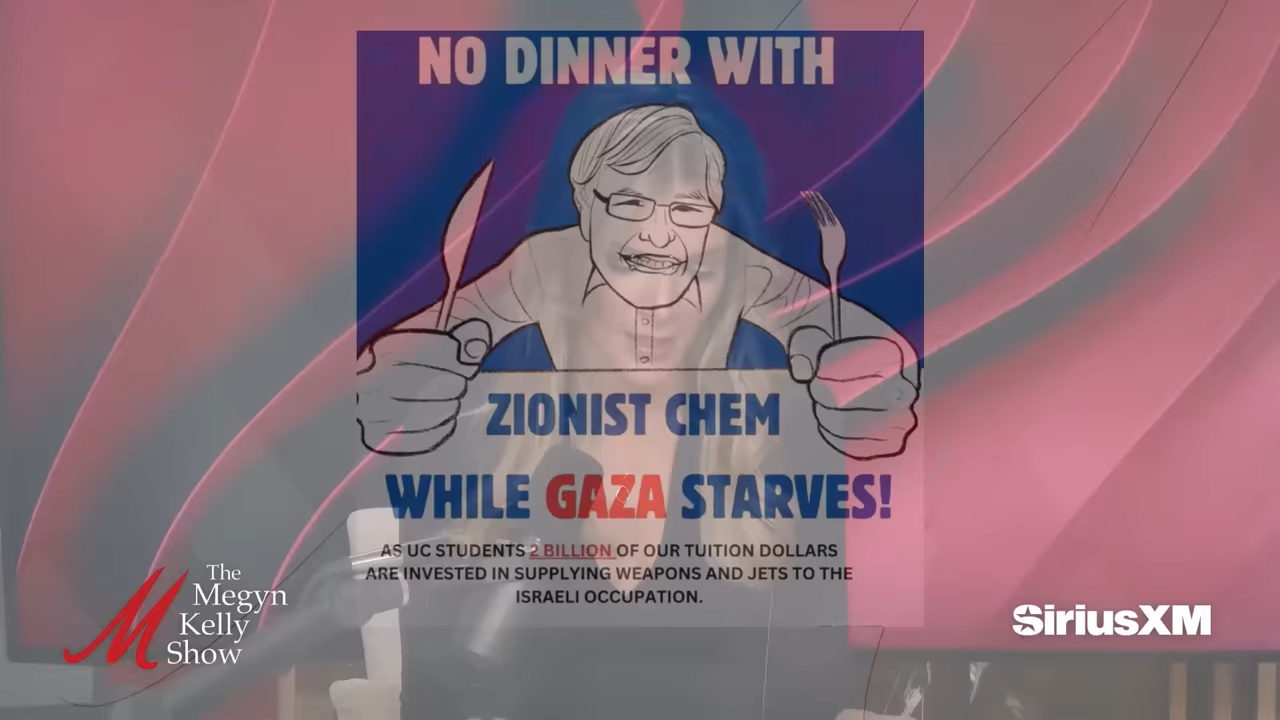 NO DINNER WITH
ZIONIST CHEM
WHILE GAZA STARVES!
AS UC STUDENTS 2 BILLION OF OUR TUITION DOLLARS
ARE INVESTED IN SUPPLYING WEAPONS AND JETS TO THE
ISRAELI OCCUPATION.
The
Megyn
Kelly
Show
SiriusXM